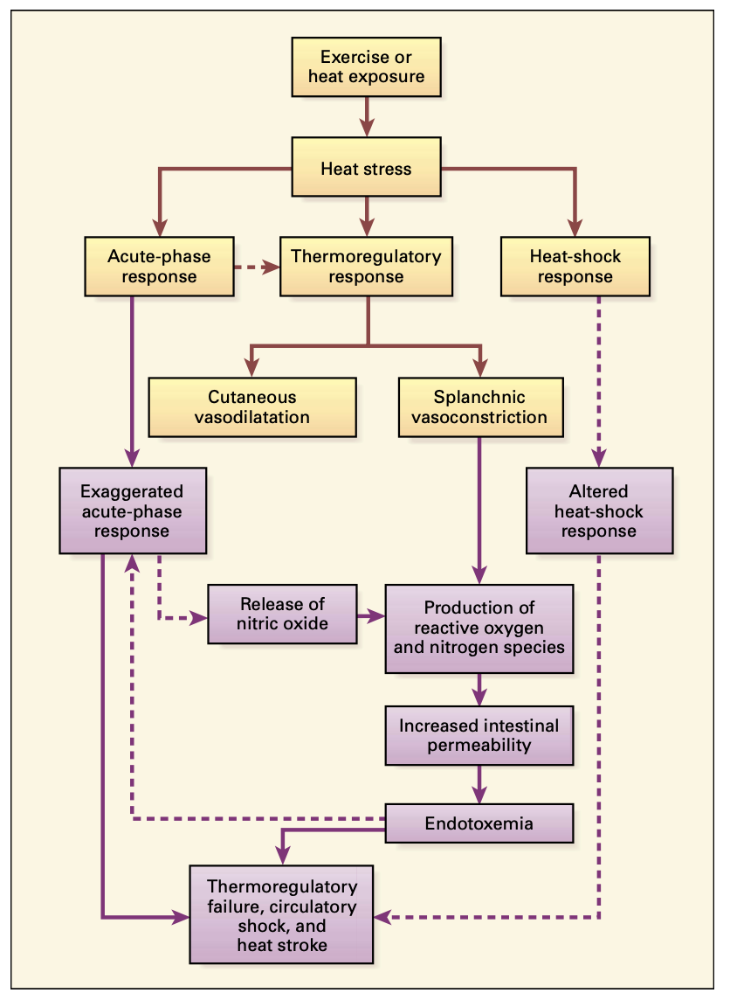 Exercise or
heat exposure
Heat stress
Acute-phase
response
Thermoregulatory
response
Heat-shock
response
Cutaneous
vasodilatation
Splanchnic
vasoconstriction
Exaggerated
acute-phase
response
Altered
heat-shock
response
Release of
nitric oxide
Production of
reactive oxygen
and nitrogen species
Increased intestinal
permeability
Endotoxemia
Thermoregulatory
failure, circulatory
shock, and
heat stroke